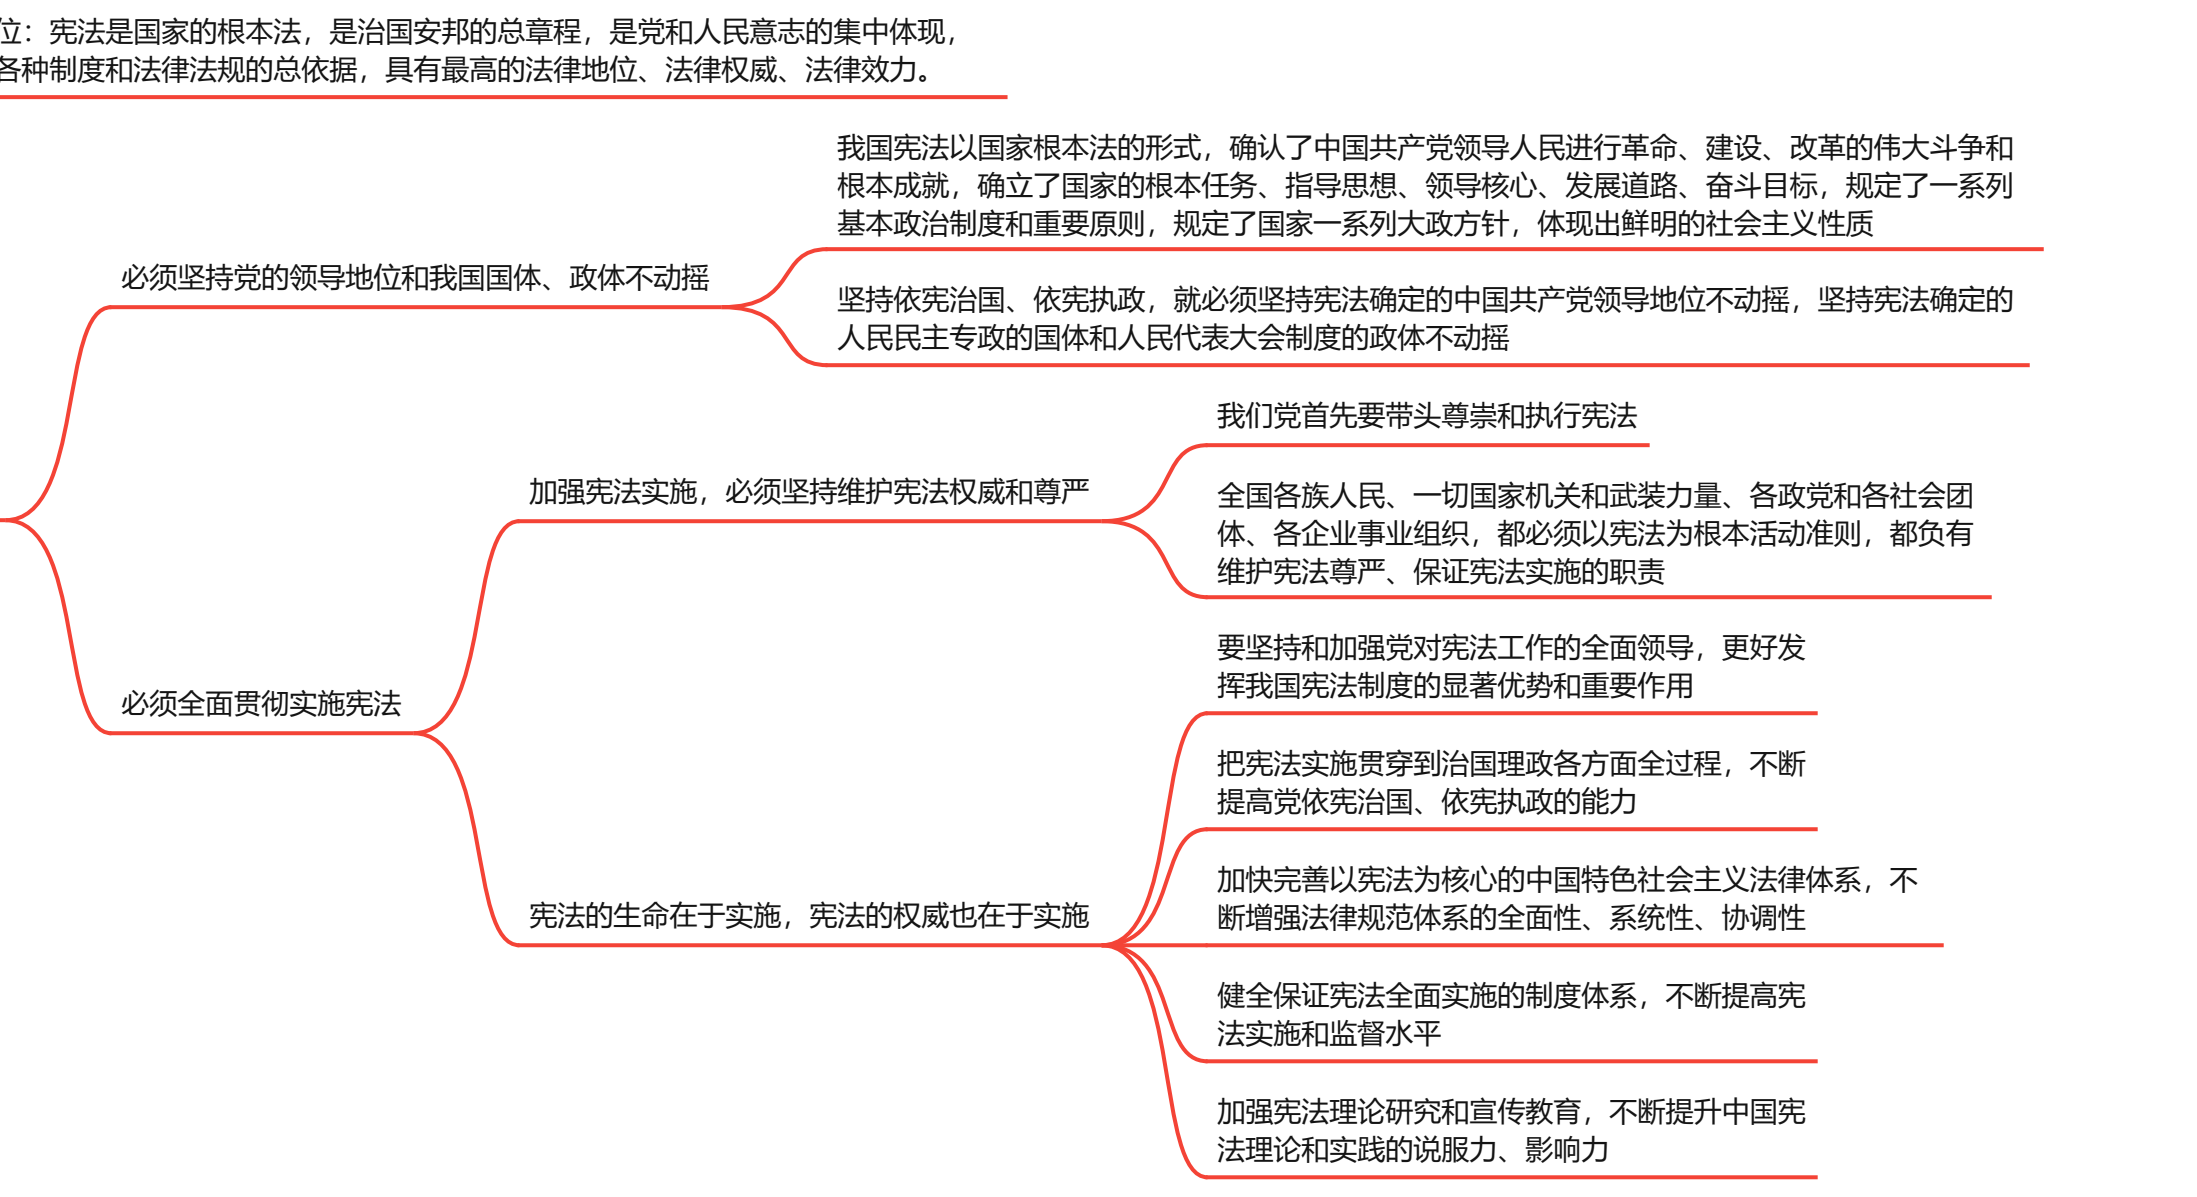 位：宪法是国家的根本法，是治国安邦的总章程，是党和人民意志的集中体现，
各种制度和法律法规的总依据，具有最高的法律地位、法律权威、法律效力。
我国宪法以国家根本法的形式，确认了中国共产党领导人民进行革命、建设、改革的伟大斗争和
根本成就，确立了国家的根本任务、指导思想、领导核心、发展道路、奋斗目标，规定了一系列
基本政治制度和重要原则，规定了国家一系列大政方针，体现出鲜明的社会主义性质
必须坚持党的领导地位和我国国体、政体不动摇
坚持依宪治国、依宪执政，就必须坚持宪法确定的中国共产党领导地位不动摇，坚持宪法确定的
人民民主专政的国体和人民代表大会制度的政体不动摇
我们党首先要带头尊崇和执行宪法
加强宪法实施，必须坚持维护宪法权威和尊严
全国各族人民、一切国家机关和武装力量、各政党和各社会团
体、各企业事业组织，都必须以宪法为根本活动准则，都负有
维护宪法尊严、保证宪法实施的职责
必须全面贯彻实施宪法
要坚持和加强党对宪法工作的全面领导，更好发
挥我国宪法制度的显著优势和重要作用
把宪法实施贯穿到治国理政各方面全过程，不断
提高党依宪治国、依宪执政的能力
宪法的生命在于实施，宪法的权威也在于实施
加快完善以宪法为核心的中国特色社会主义法律体系，不
断增强法律规范体系的全面性、系统性、协调性
健全保证宪法全面实施的制度体系，不断提高宪
法实施和监督水平
加强宪法理论研究和宣传教育，不断提升中国宪
法理论和实践的说服力、影响力